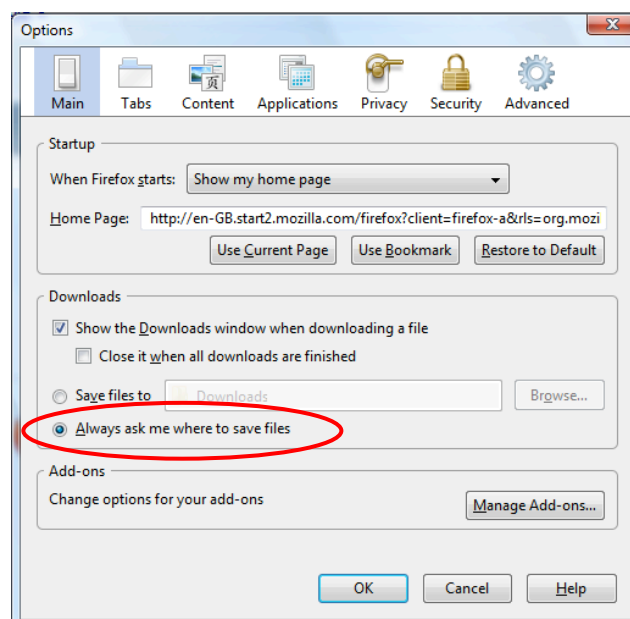 Options
Main Tabs Content Applications Privacy Security Advanced
Startup
When Firefox starts: Show my home page
Home Page: http://en-GB.start2.mozilla.com/firefox?client=firefox-a&rls=org.mozi
Use Current Page Use Bookmark Restore to Default
Downloads
Show the Downloads window when downloading a file
Close it when all downloads are finished
Save files to Downloads Browse...
Always ask me where to save files
Add-ons
Change options for your add-ons Manage Add-ons...
OK Cancel Help